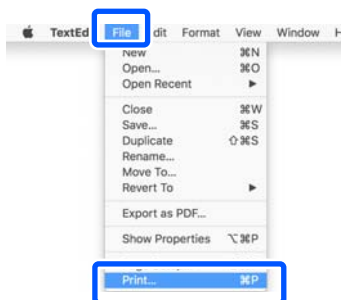 TextEd File dit Format View Window H
New ⌘N
Open... ⌘O
Open Recent ▶
Close ⌘W
Save... ⌘S
Duplicate ⇧⌘S
Rename...
Move To...
Revert To ▶
Export as PDF...
Show Properties ⌥⌘P
Print... ⌘P